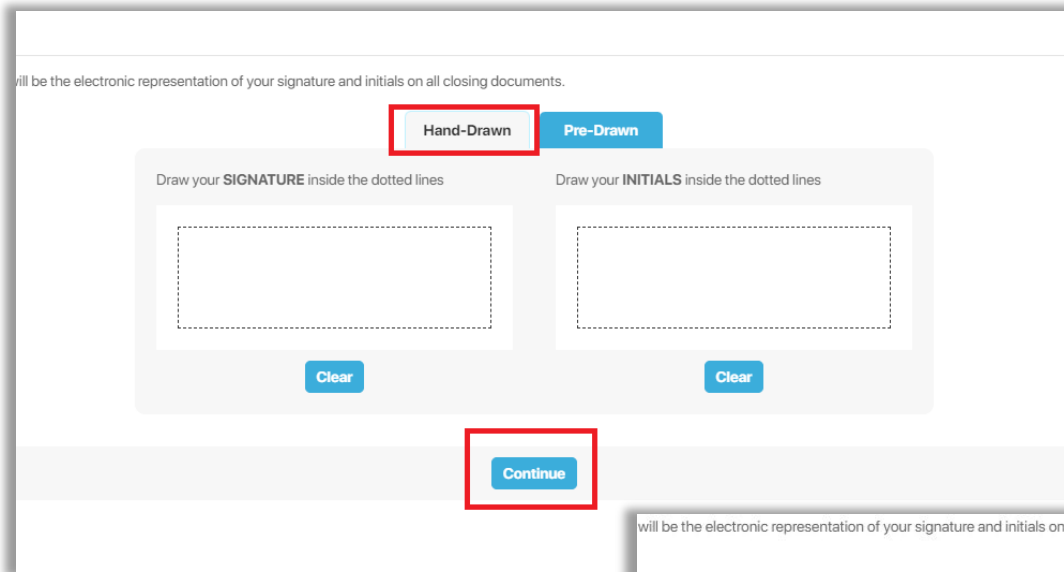 will be the electronic representation of your signature and initials on all closing documents.
Hand-Drawn Pre-Drawn
Draw your SIGNATURE inside the dotted lines Draw your INITIALS inside the dotted lines
Clear Clear
Continue
will be the electronic representation of your signature and initials on